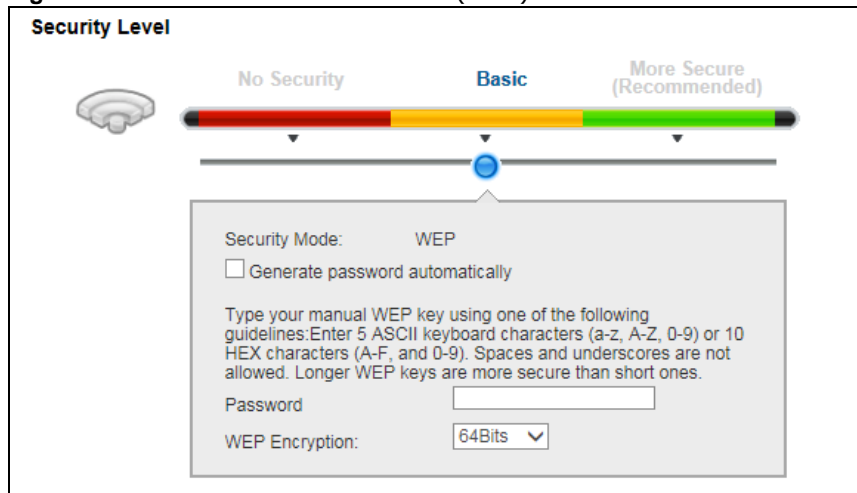 Security Level
No Security
Basic
More Secure
(Recommended)
Security Mode: WEP
Generate password automatically
Type your manual WEP key using one of the following
guidelines:Enter 5 ASCII keyboard characters (a-z, A-Z, 0-9) or 10
HEX characters (A-F, and 0-9). Spaces and underscores are not
allowed. Longer WEP keys are more secure than short ones.
Password
WEP Encryption: 64Bits